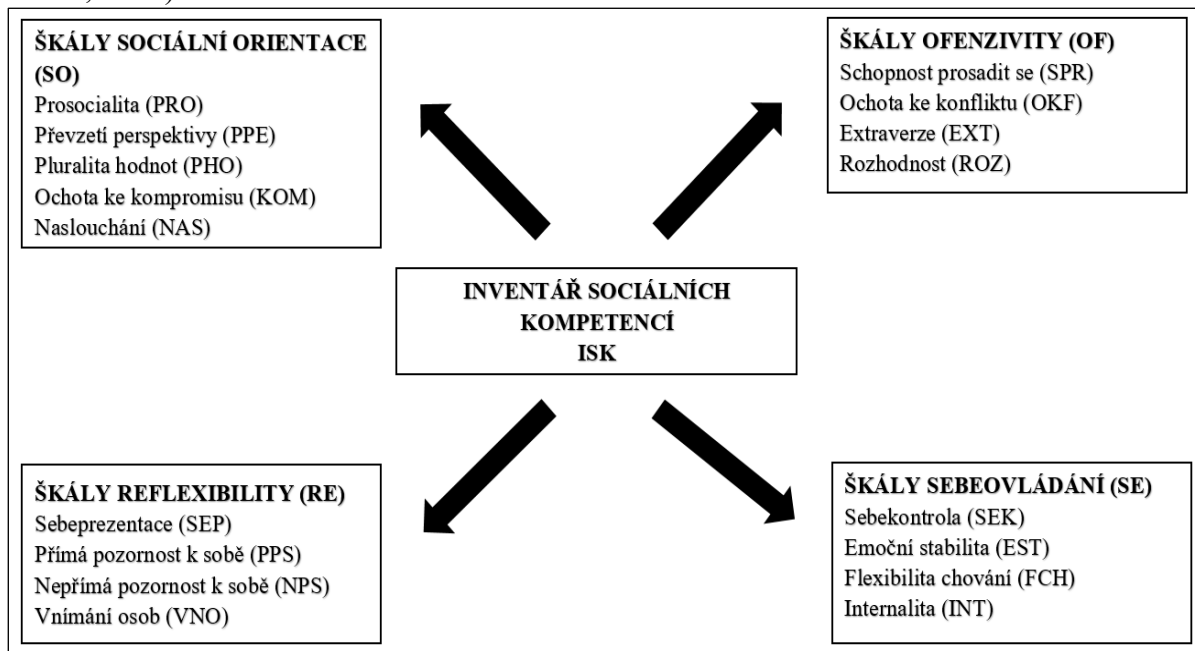 ŠKÁLY SOCIÁLNÍ ORIENTACE
(SO)
Prosocialita (PRO)
Převzetí perspektivy (PPE)
Pluralita hodnot (PHO)
Ochota ke kompromisu (KOM)
Naslouchání (NAS)
ŠKÁLY OFENZIVITY (OF)
Schopnost prosadit se (SPR)
Ochota ke konfliktu (OKF)
Extraverze (EXT)
Rozhodnost (ROZ)
INVENTÁŘ SOCIÁLNÍCH
KOMPETENCÍ
ISK
ŠKÁLY REFLEXIBILITY (RE)
Sebeprezentace (SEP)
Přímá pozornost k sobě (PPS)
Nepřímá pozornost k sobě (NPS)
Vnímání osob (VNO)
ŠKÁLY SEBEOVLÁDÁNÍ (SE)
Sebekontrola (SEK)
Emoční stabilita (EST)
Flexibilita chování (FCH)
Internalita (INT)